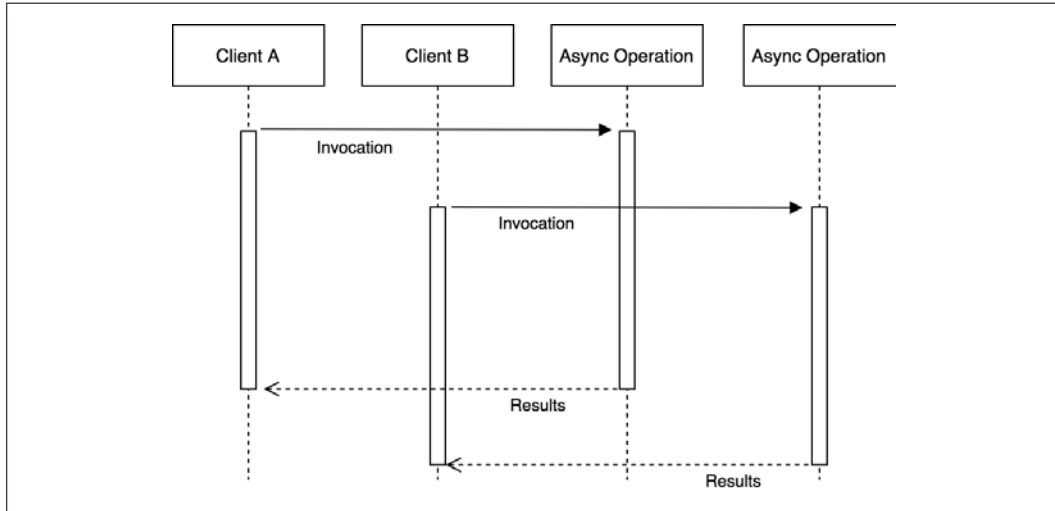 Client A
Client B
Async Operation
Async Operation
Invocation
Invocation
Results
Results